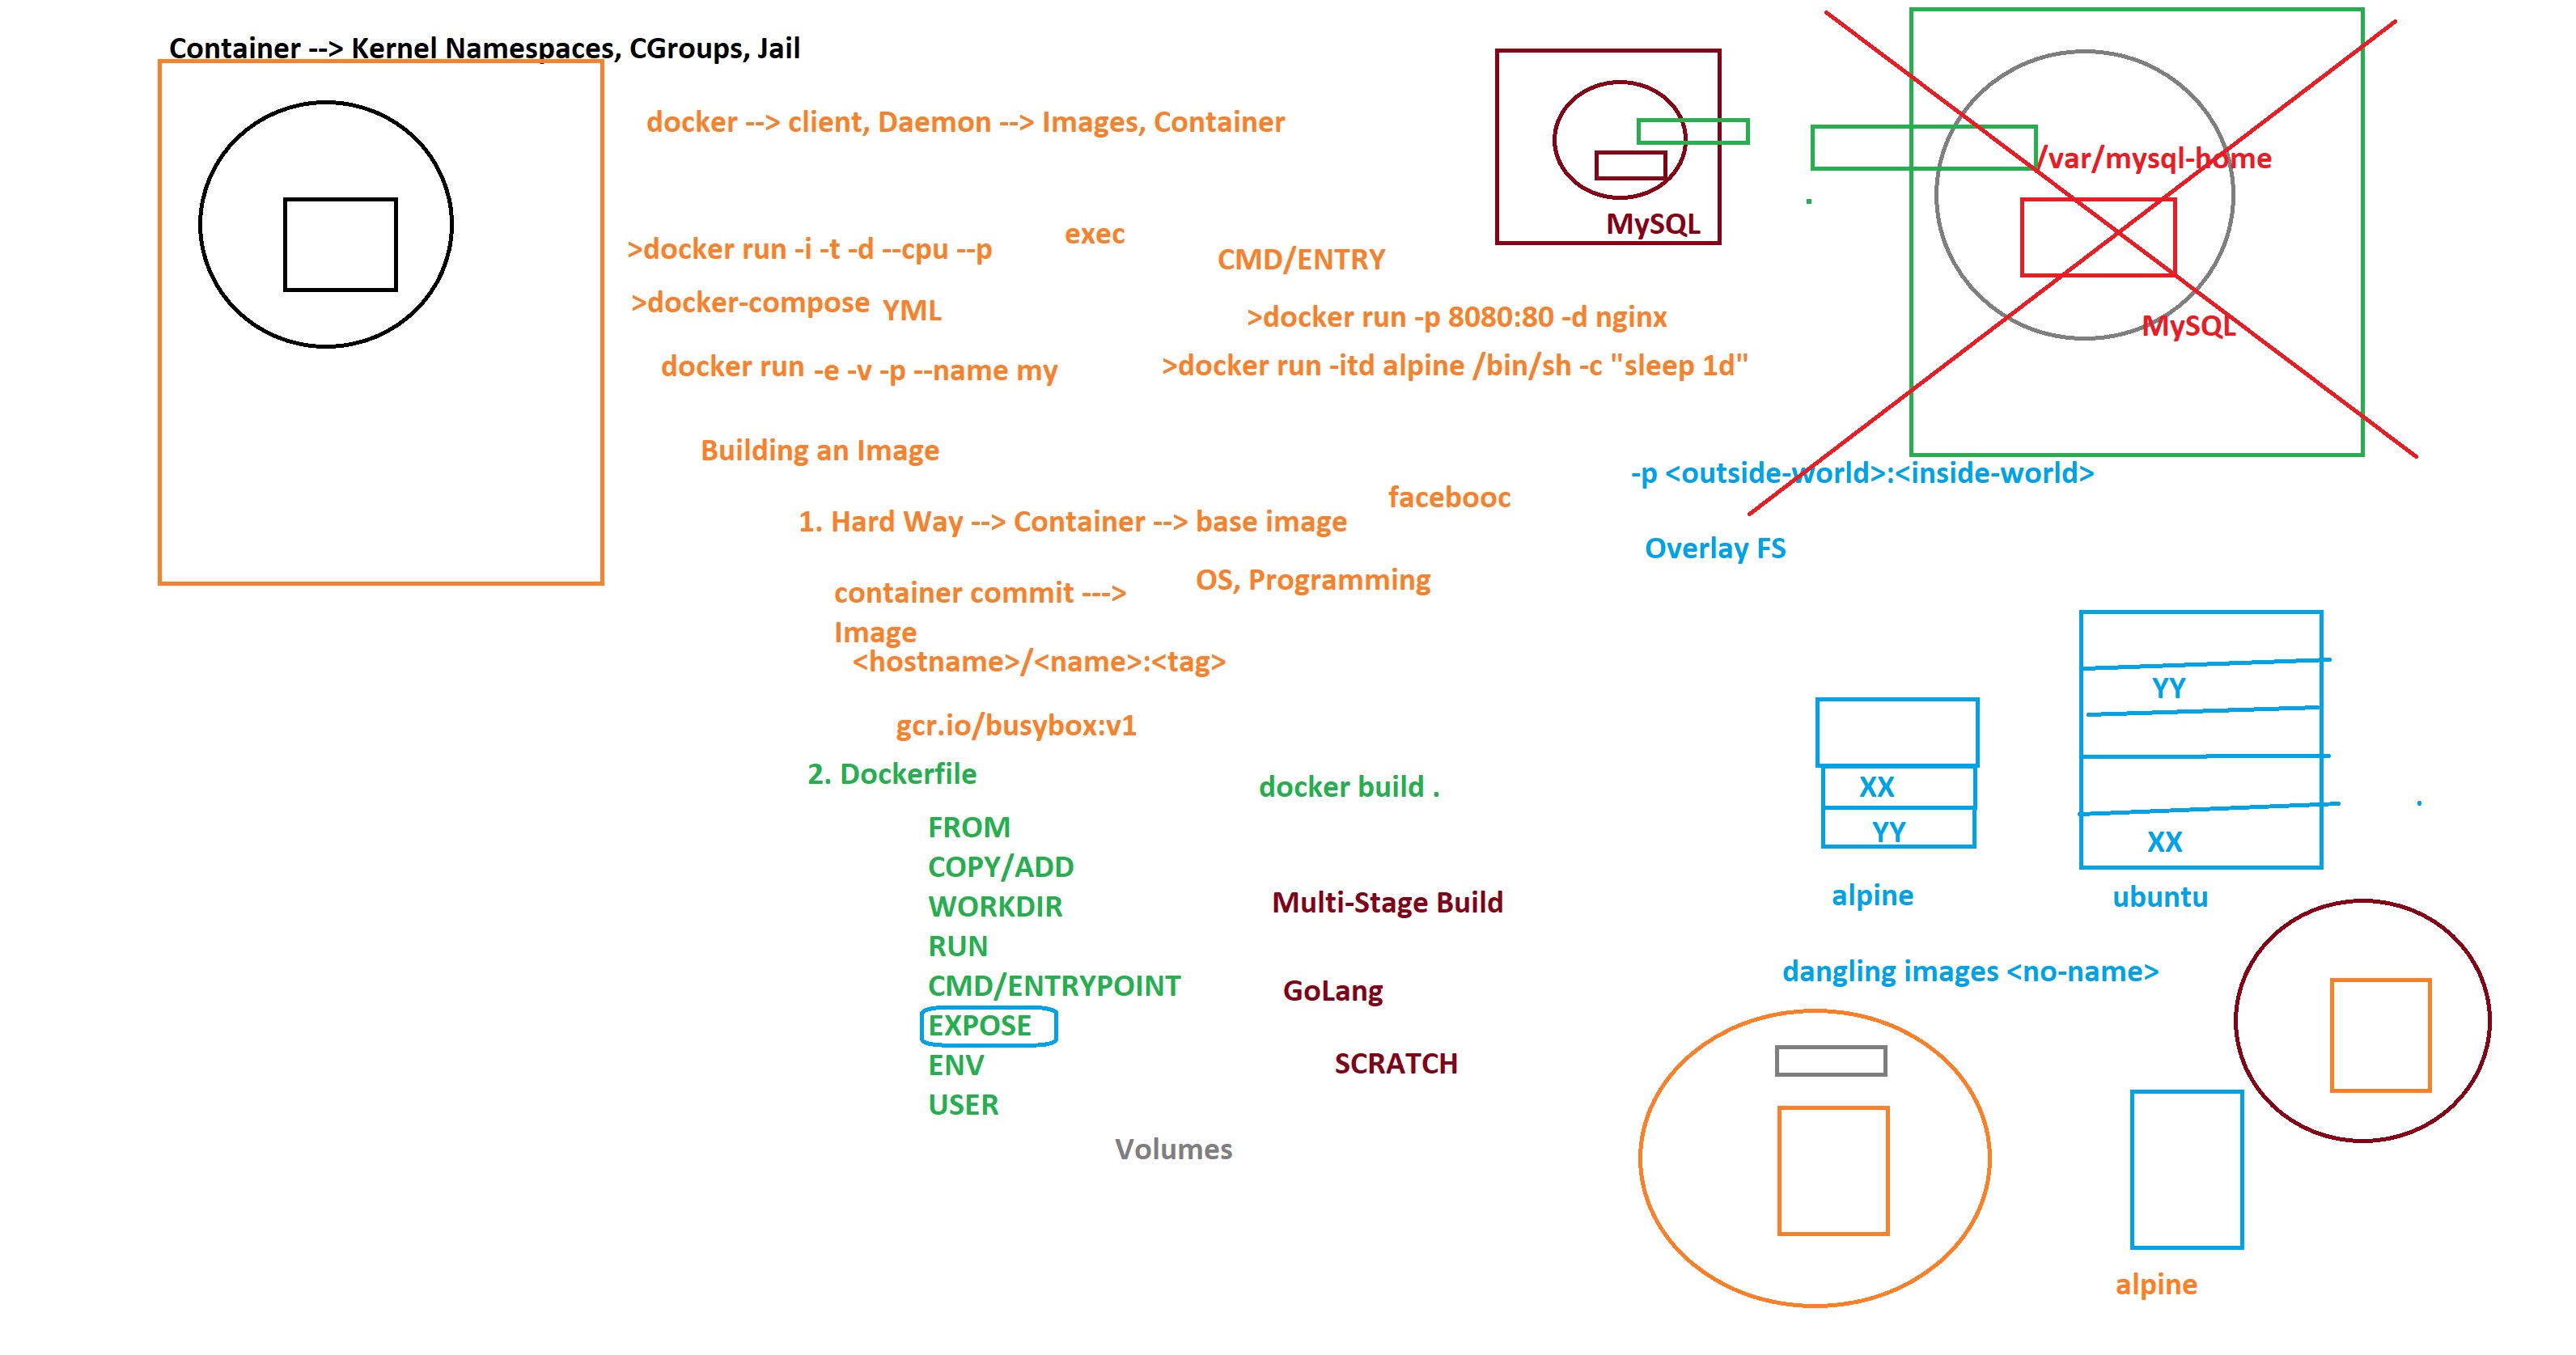 Container --> Kernel Namespaces, CGroups, Jail
docker --> client, Daemon --> Images, Container
>docker run -i -t -d --cpu --p
exec
CMD/ENTRY
>docker-compose
YML
>docker run -p 8080:80 -d nginx
docker run
-e -v -p --name my
>docker run -itd alpine /bin/sh -c "sleep 1d"
MySQL
/var/mysql-home
MySQL
Building an Image
-p <outside-world>:<inside-world>
facebooc
1. Hard Way --> Container --> base image
Overlay FS
container commit --->
Image
OS, Programming
<hostname>/<name>:<tag>
gcr.io/busybox:v1
2. Dockerfile
docker build .
FROM
COPY/ADD
WORKDIR
RUN
CMD/ENTRYPOINT
EXPOSE
ENV
USER
Multi-Stage Build
GoLang
SCRATCH
Volumes
XX
YY
alpine
YY
XX
ubuntu
dangling images <no-name>
alpine